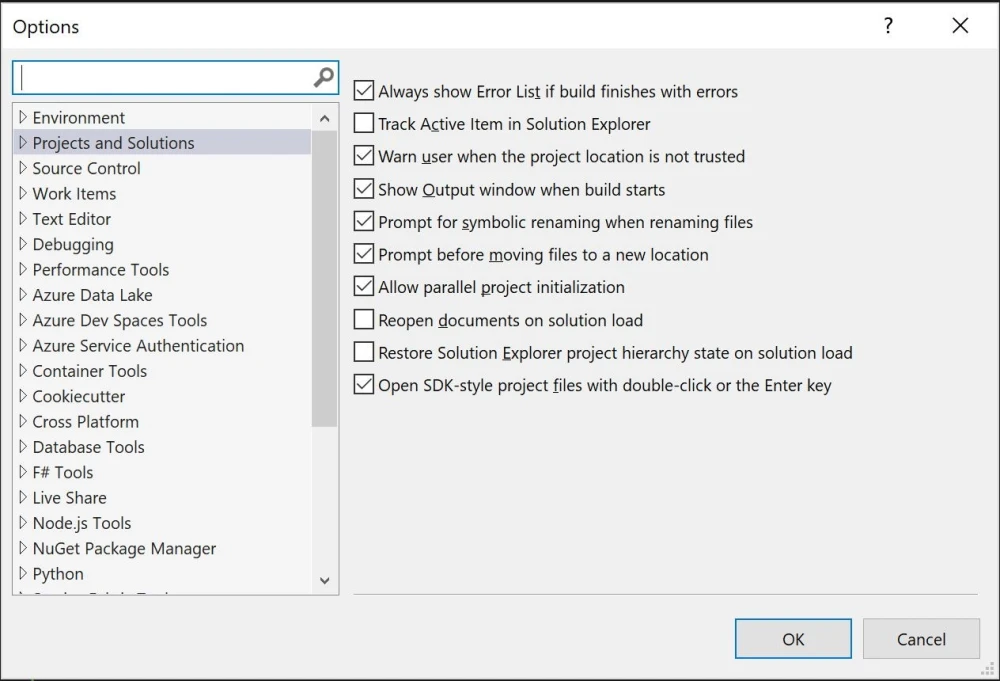 Options
?
Environment
Projects and Solutions
Source Control
Work Items
Text Editor
Debugging
Performance Tools
Azure Data Lake
Azure Dev Spaces Tools
Azure Service Authentication
Container Tools
Cookiecutter
Cross Platform
Database Tools
F# Tools
Live Share
Node.js Tools
NuGet Package Manager
Python
Always show Error List if build finishes with errors
Track Active Item in Solution Explorer
Warn user when the project location is not trusted
Show Output window when build starts
Prompt for symbolic renaming when renaming files
Prompt before moving files to a new location
Allow parallel project initialization
Reopen documents on solution load
Restore Solution Explorer project hierarchy state on solution load
Open SDK-style project files with double-click or the Enter key
OK
Cancel